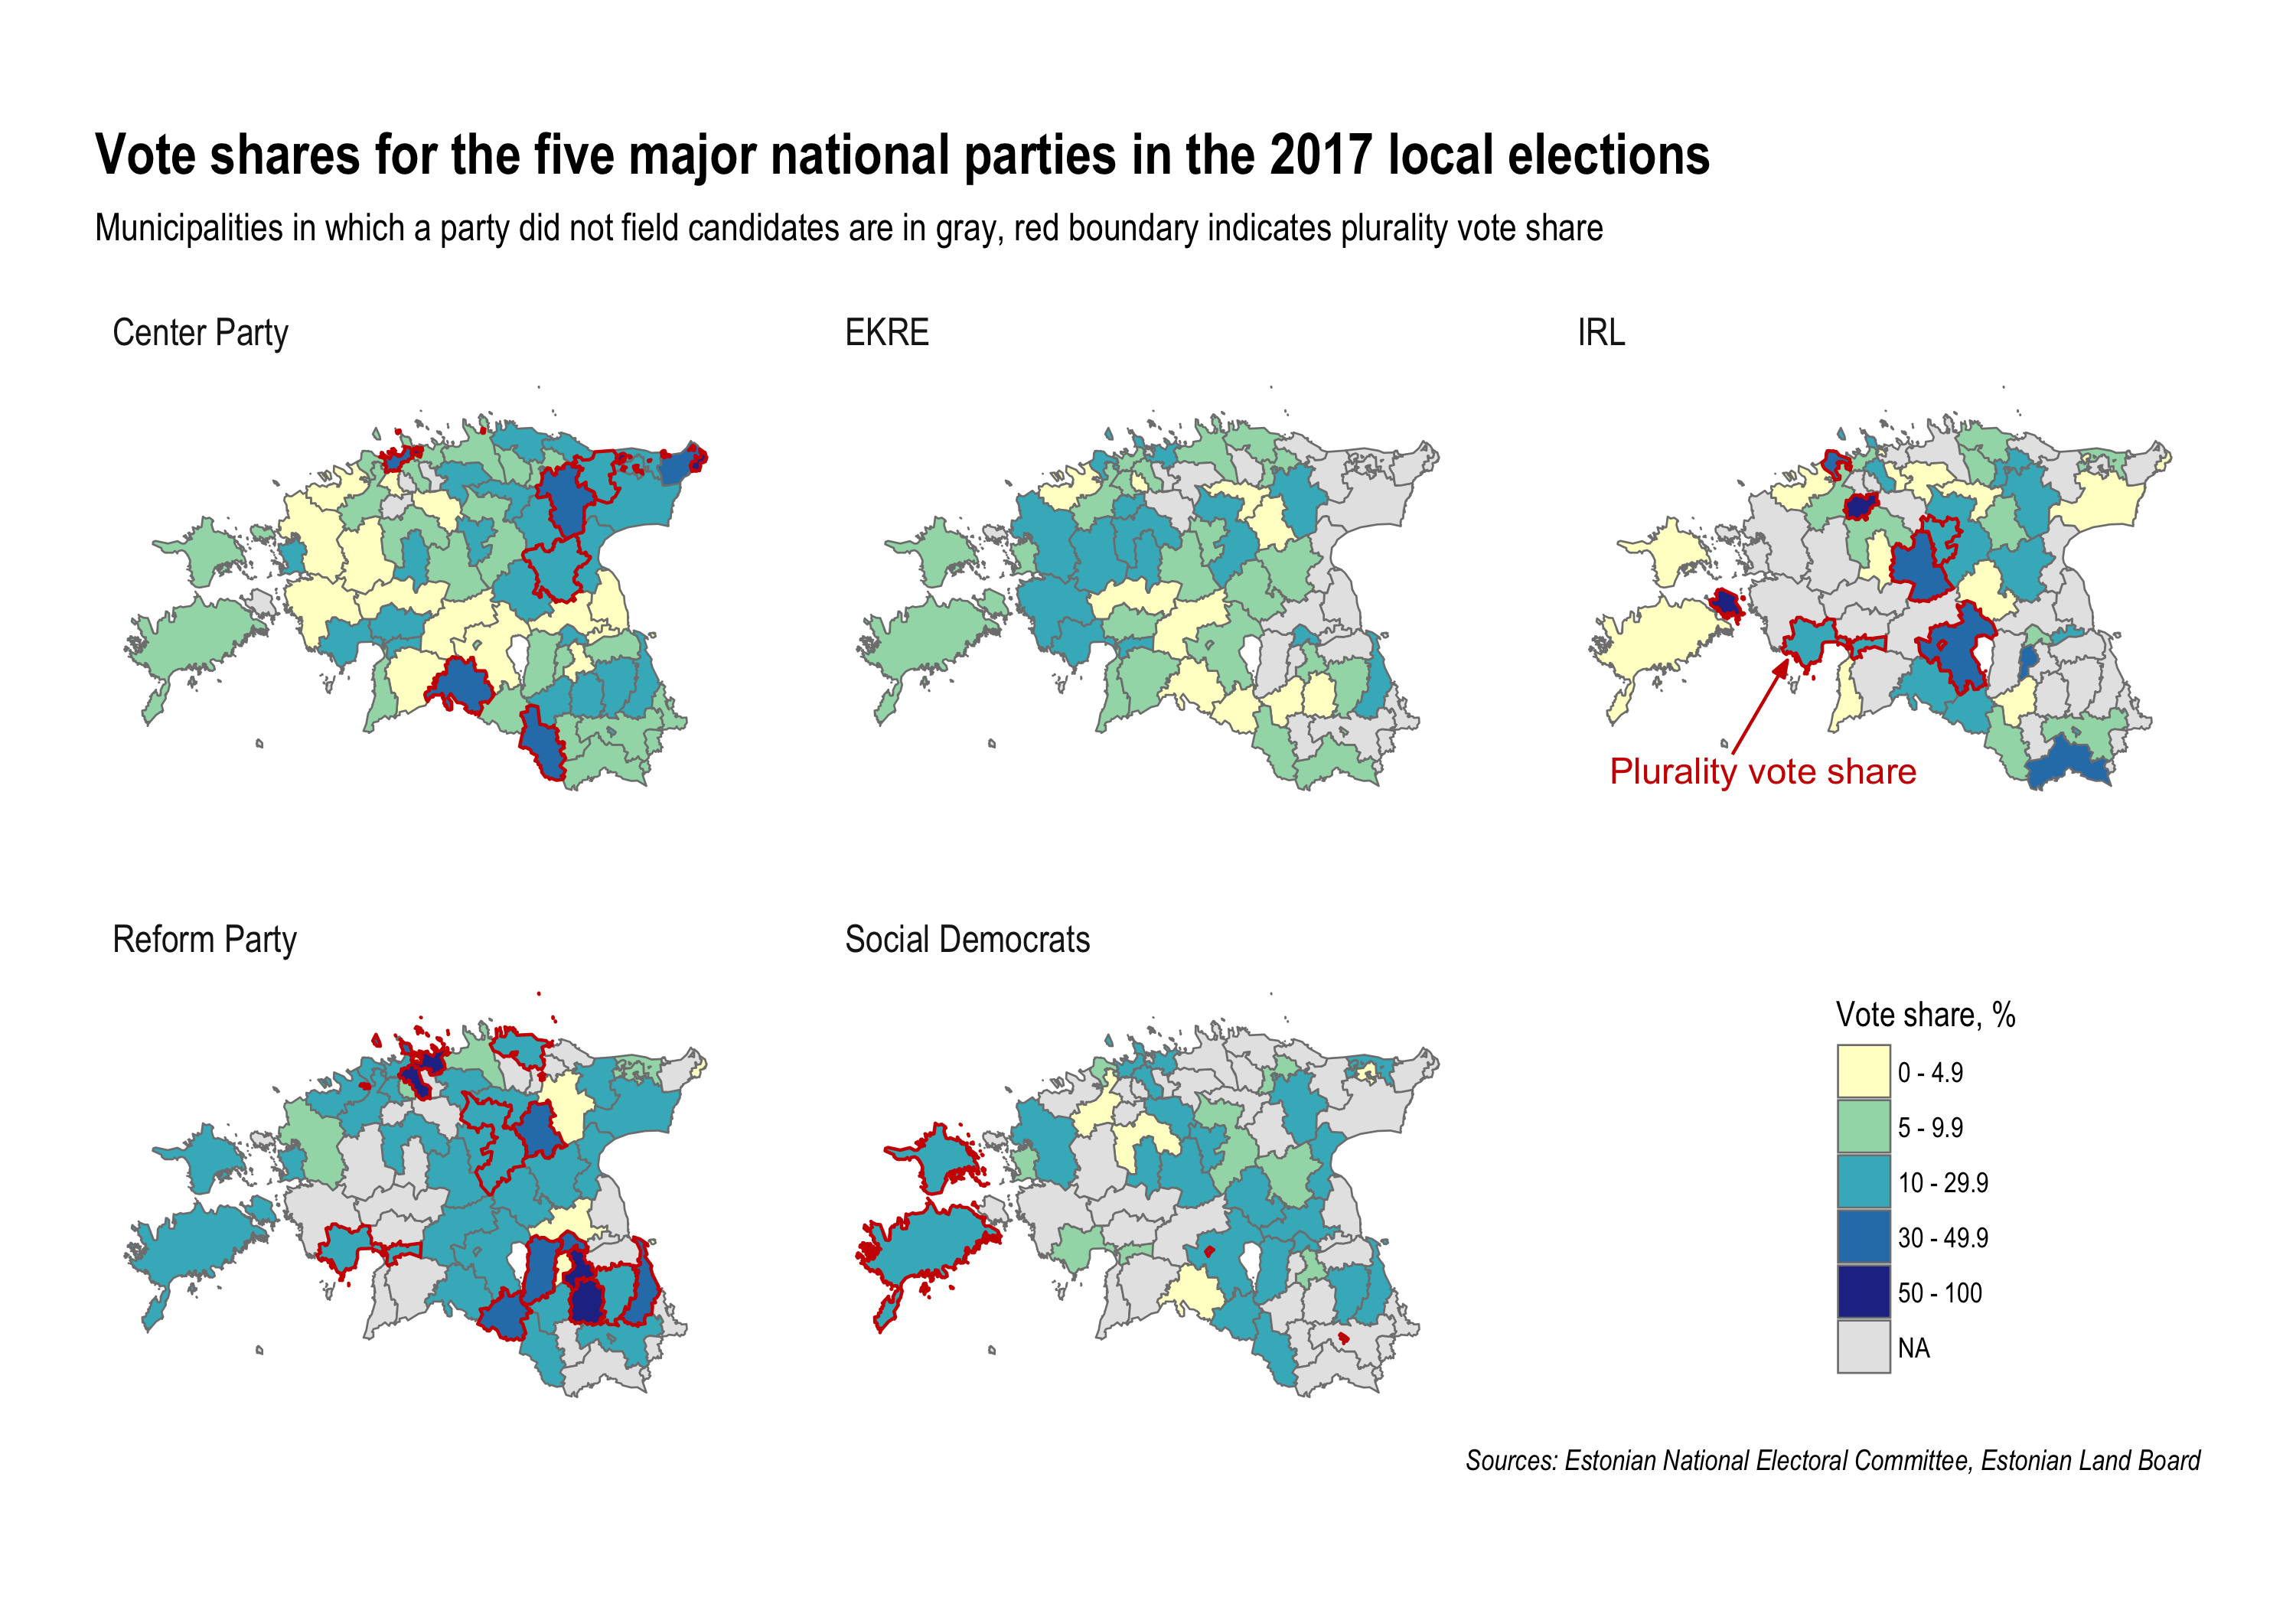 Vote shares for the five major national parties in the 2017 local elections
Municipalities in which a party did not field candidates are in gray, red boundary indicates plurality vote share
Center Party
EKRE
IRL
Plurality vote share
Reform Party
Social Democrats
Vote share, %
0 - 4.9
5 - 9.9
10 - 29.9
30 - 49.9
50 - 100
NA
Sources: Estonian National Electoral Committee, Estonian Land Board